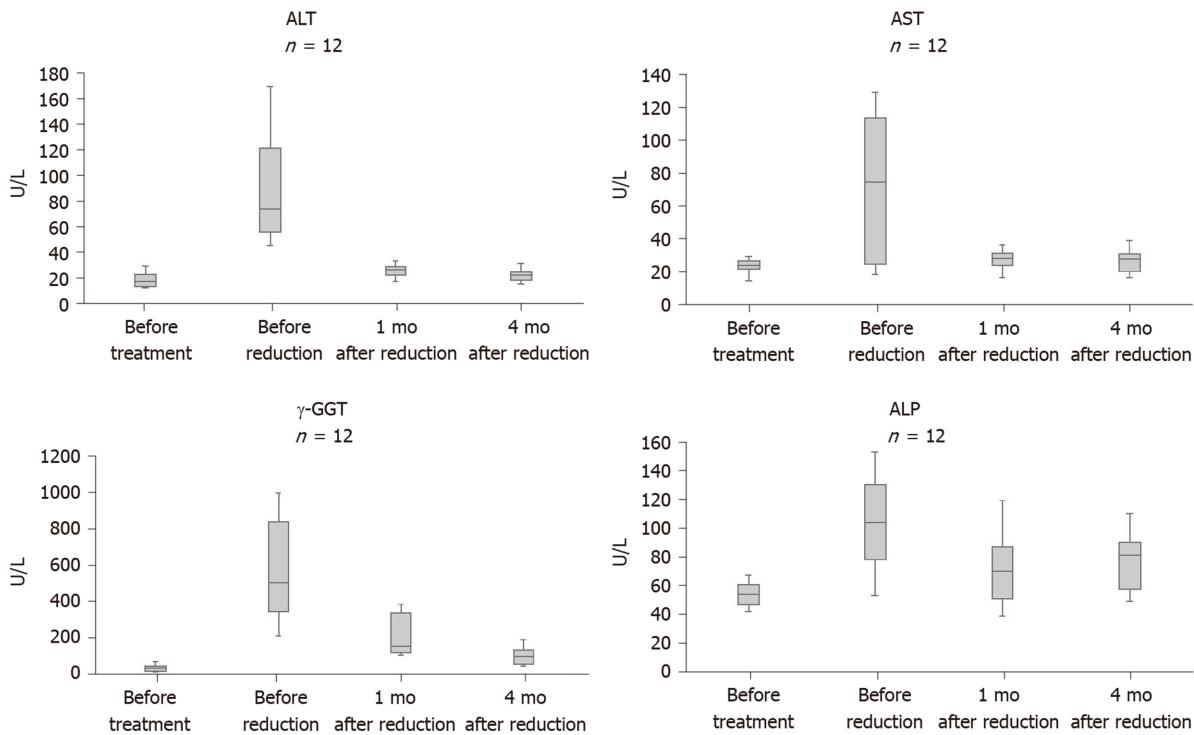 ALT
n = 12
U/L
180
160
140
120
100
80
60
40
20
0
Before treatment
Before reduction
1 mo after reduction
4 mo after reduction
AST
n = 12
U/L
140
120
100
80
60
40
20
0
Before treatment
Before reduction
1 mo after reduction
4 mo after reduction
γ-GGT
n = 12
U/L
1200
1000
800
600
400
200
0
Before treatment
Before reduction
1 mo after reduction
4 mo after reduction
ALP
n = 12
U/L
160
140
120
100
80
60
40
20
0
Before treatment
Before reduction
1 mo after reduction
4 mo after reduction